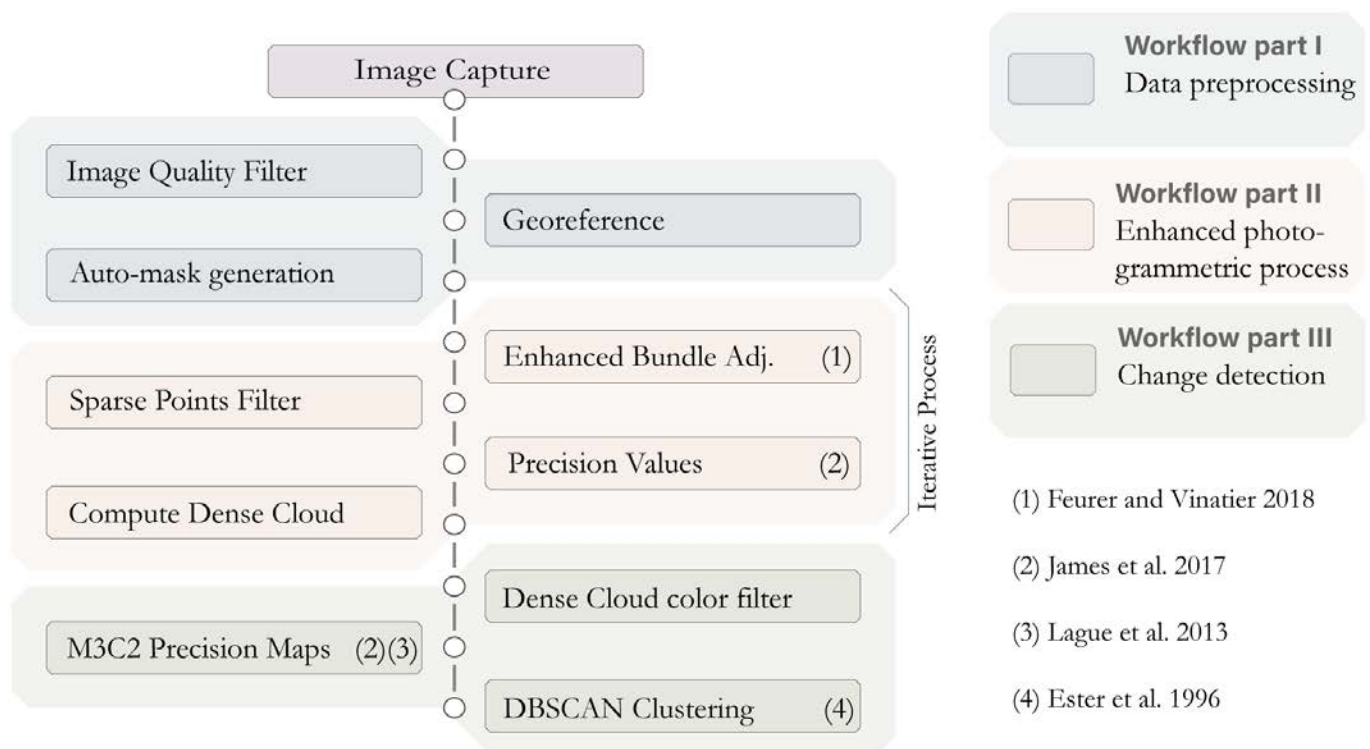 Image Capture
Image Quality Filter
Georeference
Auto-mask generation
Enhanced Bundle Adj. (1)
Sparse Points Filter
Precision Values (2)
Compute Dense Cloud
Iterative Process
Dense Cloud color filter
M3C2 Precision Maps (2)(3)
DBSCAN Clustering (4)
Workflow part I
Data preprocessing
Workflow part II
Enhanced photo-
grammetric process
Workflow part III
Change detection
(1) Feurer and Vinatier 2018
(2) James et al. 2017
(3) Lague et al. 2013
(4) Ester et al. 1996